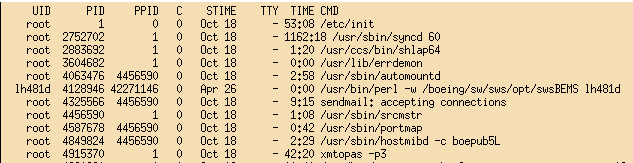 UID PID PPID C STIME TTY TIME CMD
root 1 0 0 Oct 18 - 53:08 /etc/init
root 2752702 1 0 Oct 18 - 1162:18 /usr/sbin/syncd 60
root 2883692 1 0 Oct 18 - 1:20 /usr/ccs/bin/shlap64
root 3604682 1 0 Oct 18 - 0:00 /usr/lib/errdemon
root 4063476 4456590 0 Oct 18 - 2:58 /usr/sbin/automountd
lh481d 4128946 42271146 0 Apr 26 - 0:00 /usr/bin/perl -w /boeing/sw/sws/opt/swsBEMS lh481d
root 4325566 4456590 0 Oct 18 - 9:15 sendmail: accepting connections
root 4456590 1 0 Oct 18 - 1:08 /usr/sbin/srcmstr
root 4587678 4456590 0 Oct 18 - 0:42 /usr/sbin/portmap
root 4849824 4456590 0 Oct 18 - 2:29 /usr/sbin/hostmibd -c boepub5L
root 4915370 1 0 Oct 18 - 42:20 xmtopas -p3